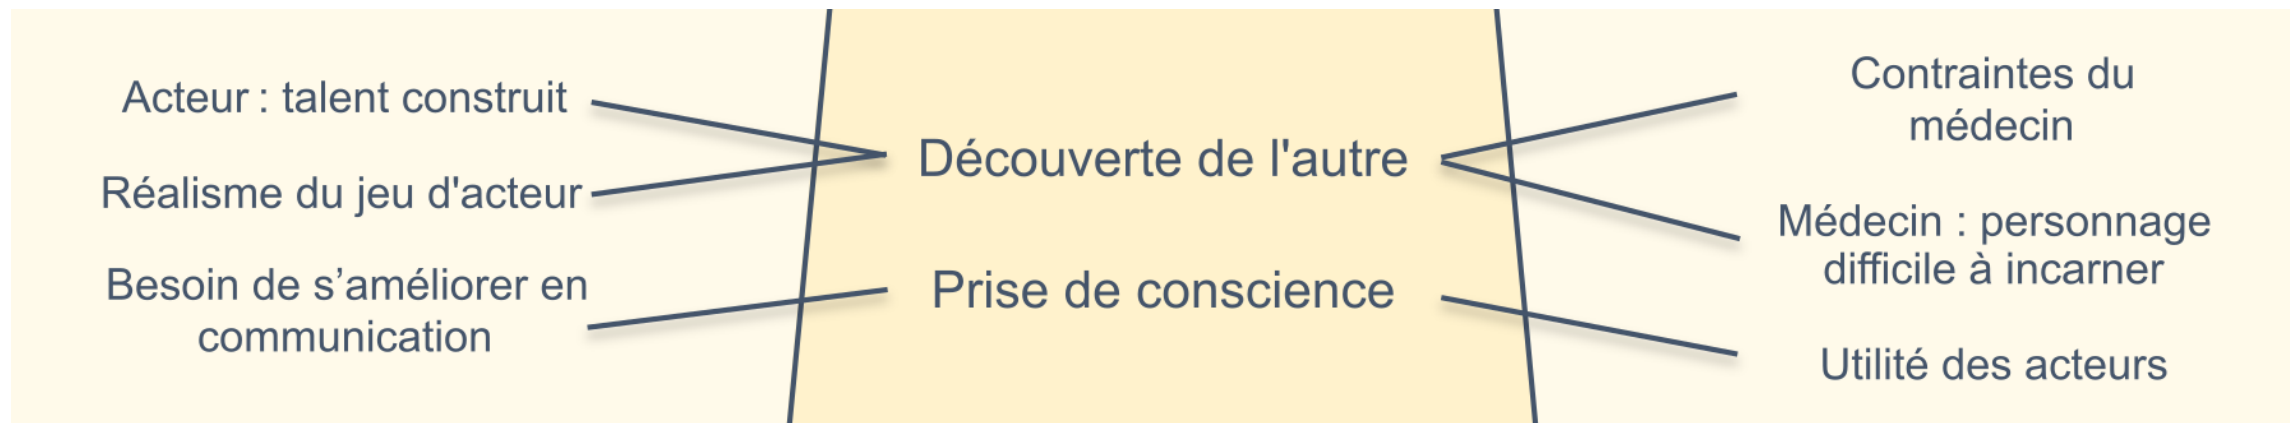 Acteur : talent construit
Réalisme du jeu d'acteur
Besoin de s’améliorer en
communication
Découverte de l'autre
Prise de conscience
Contraintes du
médecin
Médecin : personnage
difficile à incarner
Utilité des acteurs